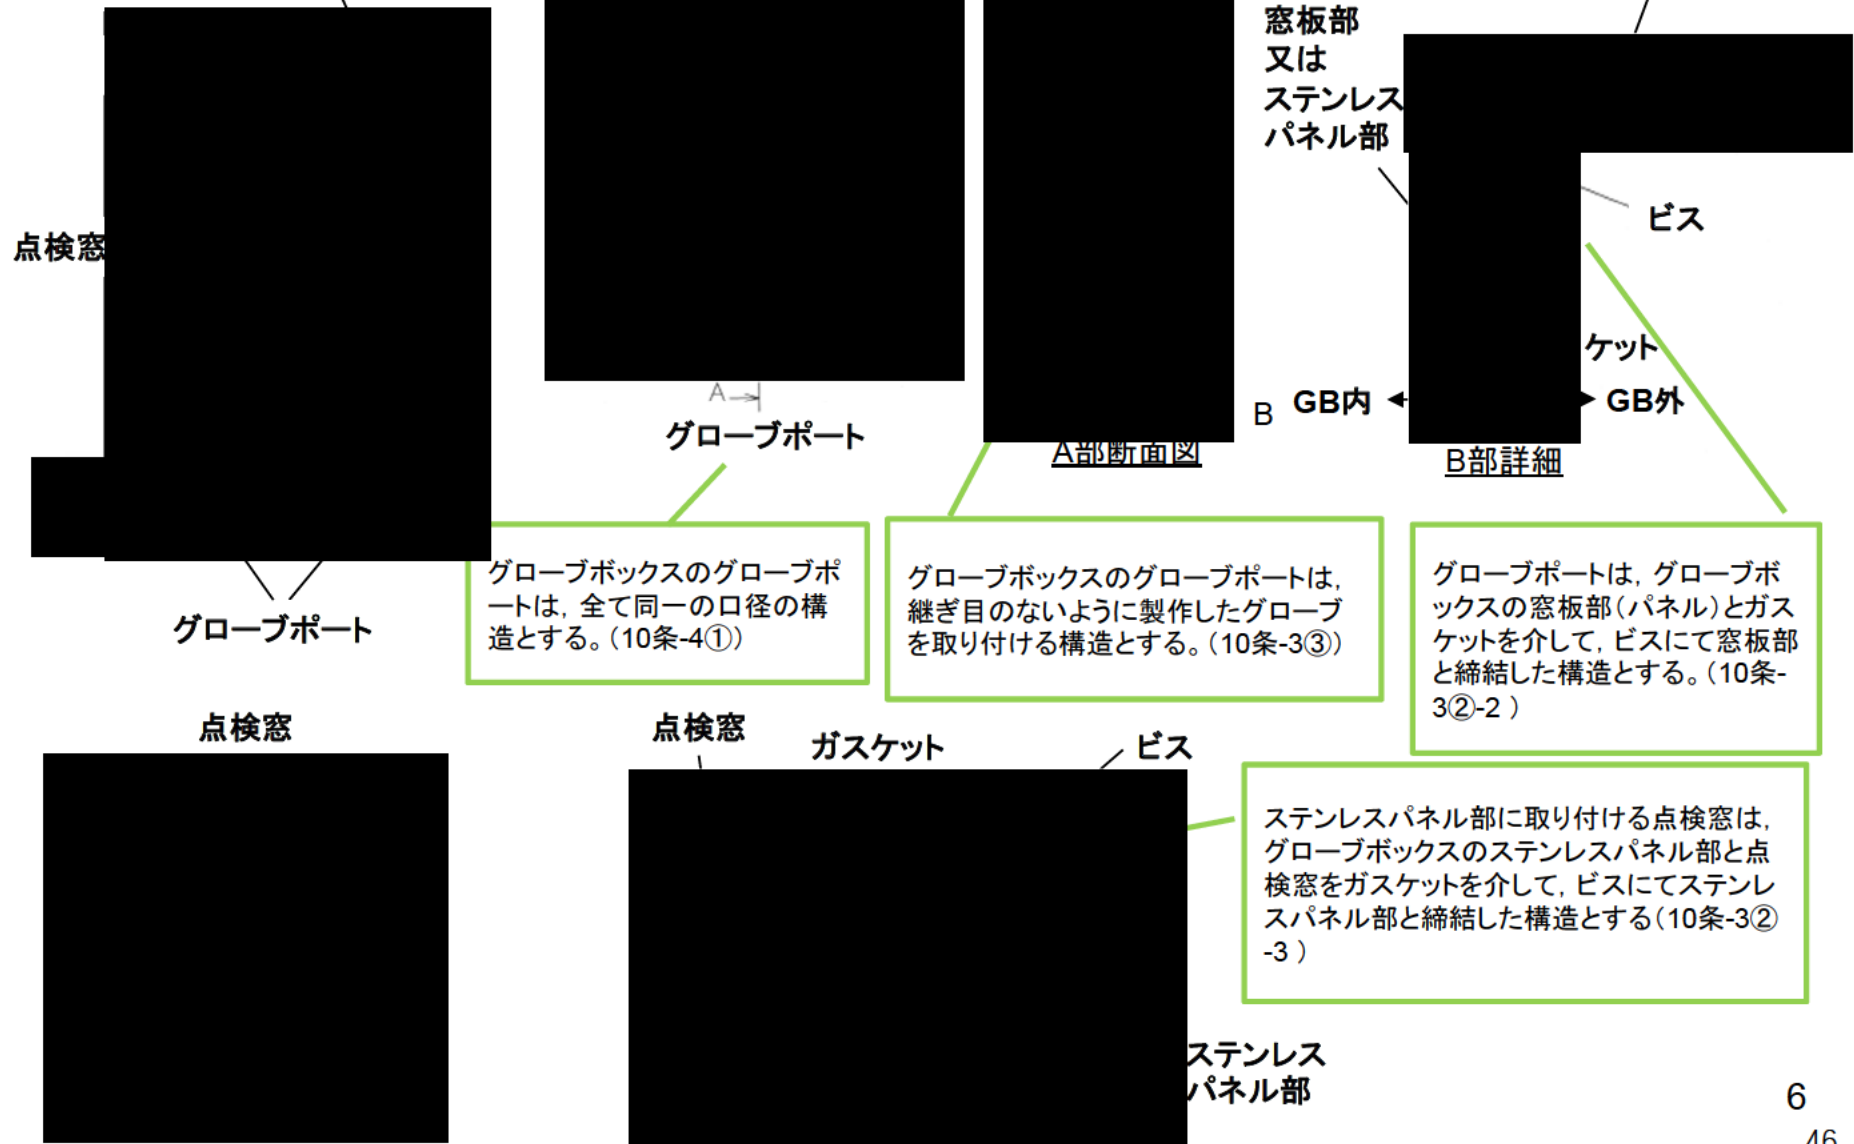 窓板部
又は
ステンレス
パネル部
点検窓
ビス
ケット
A
グローブポート
B
GB内
GB外
A部断面図
B部詳細
グローブボックスのグローブポ
ートは，全て同一の口径の構
造とする。（10条-4①）
グローブボックスのグローブポートは，
継ぎ目のないように製作したグローブ
を取り付ける構造とする。（10条-3③）
グローブポートは，グローブボ
ックスの窓板部（パネル）とガス
ケットを介して，ビスにて窓板部
と締結した構造とする。（10条-
3②-2 ）
グローブポート
点検窓
点検窓
ガスケット
ビス
ステンレスパネル部に取り付ける点検窓は，
グローブボックスのステンレスパネル部と点
検窓をガスケットを介して，ビスにてステンレ
スパネル部と締結した構造とする（10条-3②
-3 ）
ステンレス
パネル部
6
46